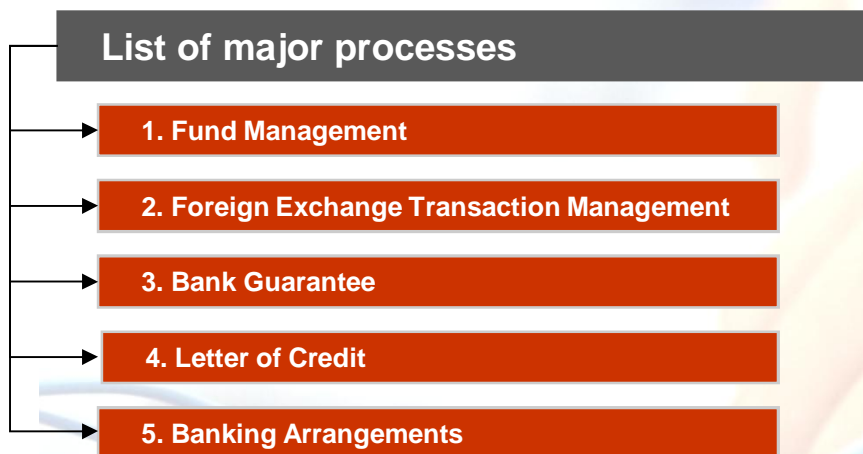 List of major processes
1. Fund Management
2. Foreign Exchange Transaction Management
3. Bank Guarantee
4. Letter of Credit
5. Banking Arrangements